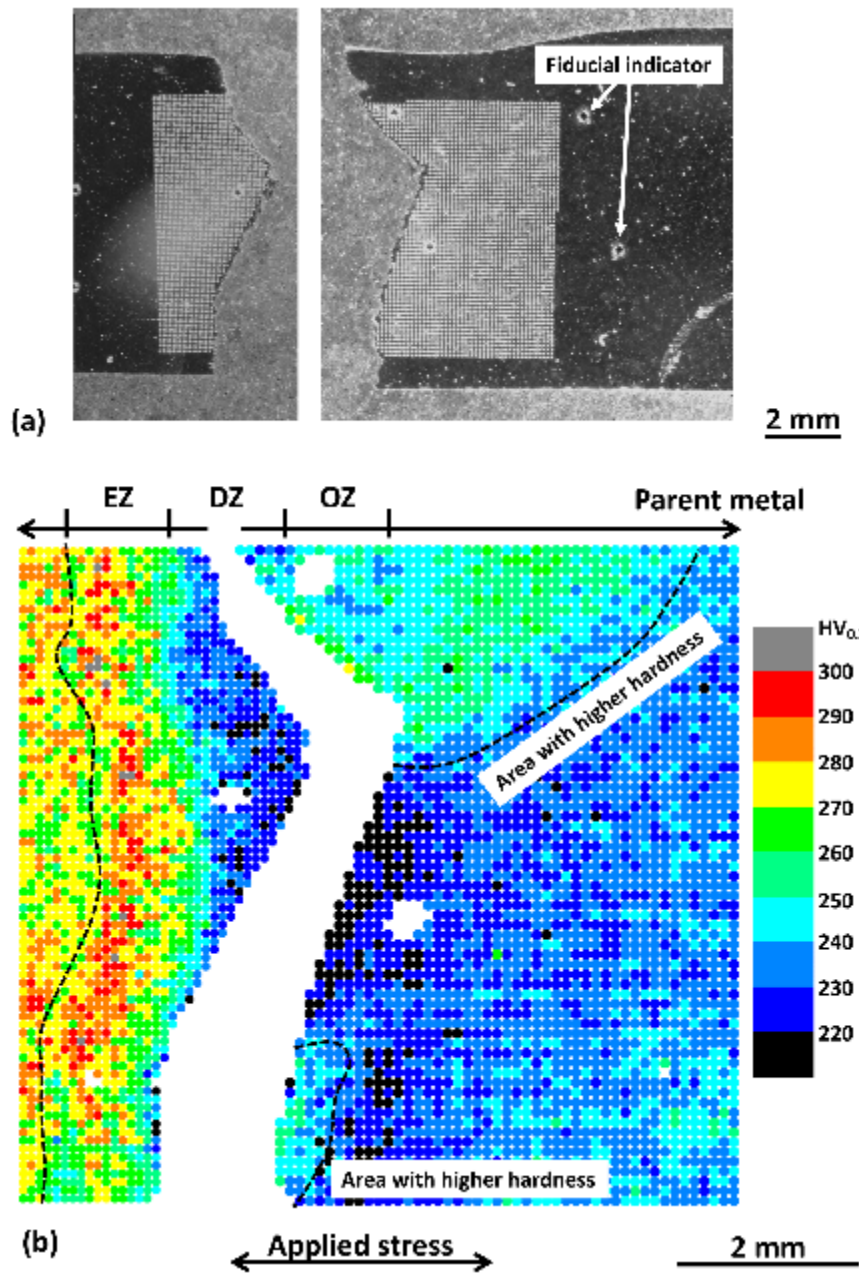 Fiducial indicator
(a)
2 mm
EZ DZ OZ Parent metal
HV0.
300
290
280
270
260
250
240
230
220
Area with higher hardness
Area with higher hardness
(b)
Applied stress
2 mm